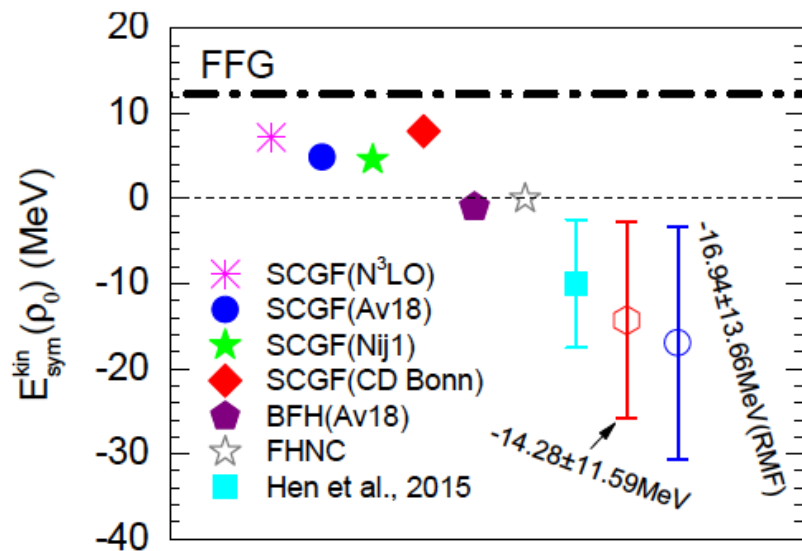 20
10
0
-10
-20
-30
-40
E^kin_sym(ρ₀) (MeV)
FFG
SCGF(N³LO)
SCGF(Av18)
SCGF(Nij1)
SCGF(CD Bonn)
BFH(Av18)
FHNC
Hen et al., 2015
-14.28±11.59MeV
-16.94±13.66MeV(RMF)